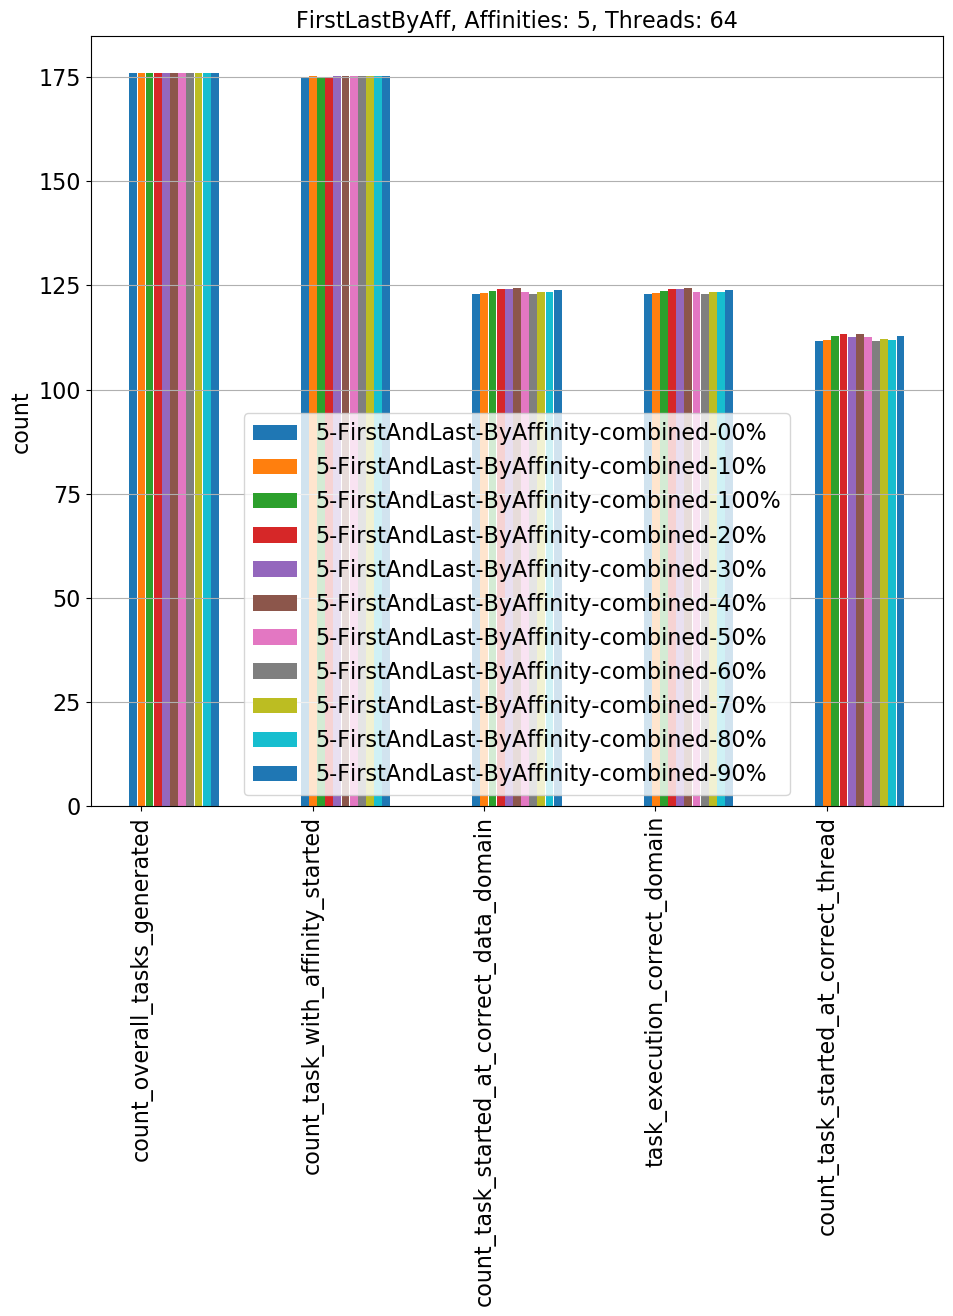 FirstLastByAff, Affinities: 5, Threads: 64
count
175
150
125
100
75
50
25
0
5-FirstAndLast-ByAffinity-combined-00%
5-FirstAndLast-ByAffinity-combined-10%
5-FirstAndLast-ByAffinity-combined-100%
5-FirstAndLast-ByAffinity-combined-20%
5-FirstAndLast-ByAffinity-combined-30%
5-FirstAndLast-ByAffinity-combined-40%
5-FirstAndLast-ByAffinity-combined-50%
5-FirstAndLast-ByAffinity-combined-60%
5-FirstAndLast-ByAffinity-combined-70%
5-FirstAndLast-ByAffinity-combined-80%
5-FirstAndLast-ByAffinity-combined-90%
count_overall_tasks_generated
count_task_with_affinity_started
count_task_started_at_correct_data_domain
task_execution_correct_domain
count_task_started_at_correct_thread